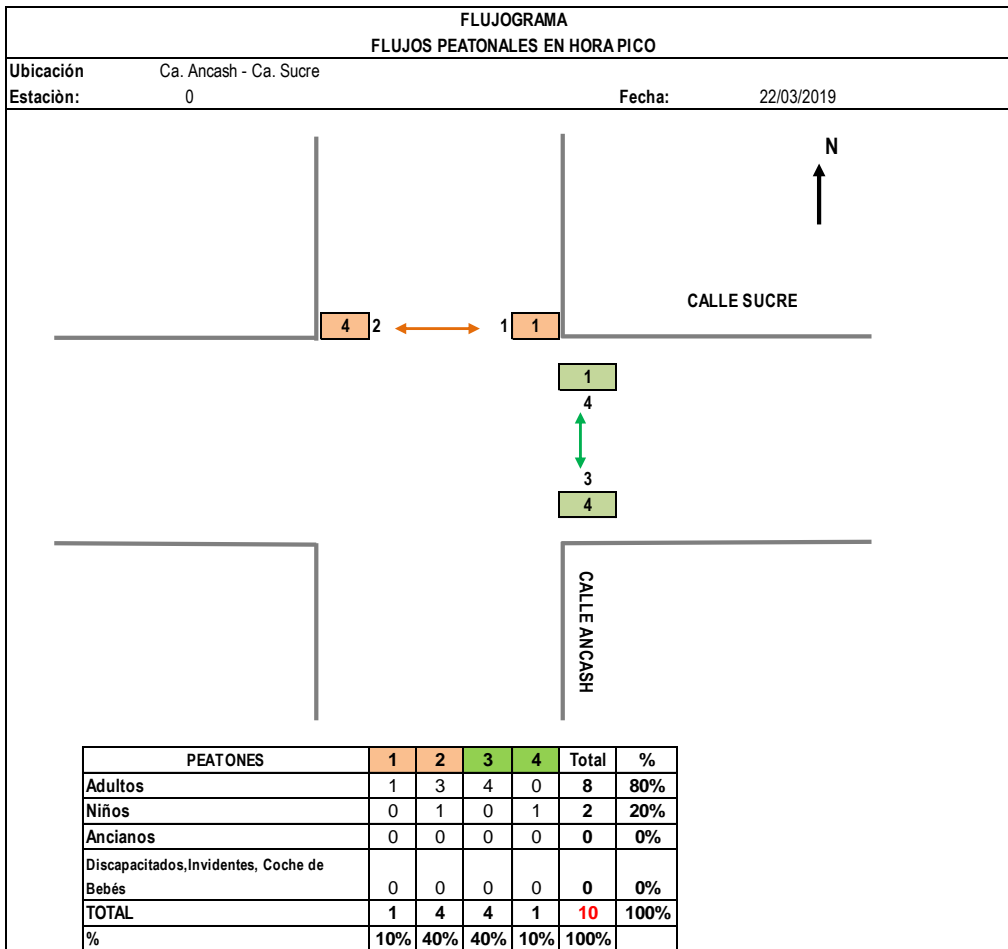 FLUJOGRAMA
FLUJOS PEATONALES EN HORA PICO
Ubicación Ca. Ancash - Ca. Sucre
Estaciòn: 0 Fecha: 22/03/2019
N
CALLE SUCRE
4 2 1 1
1
4
3
4
CALLE ANCASH
PEATONES 1 2 3 4 Total %
Adultos 1 3 4 0 8 80%
Niños 0 1 0 1 2 20%
Ancianos 0 0 0 0 0 0%
Discapacitados,Invidentes, Coche de
Bebés 0 0 0 0 0 0%
TOTAL 1 4 4 1 10 100%
% 10% 40% 40% 10% 100%